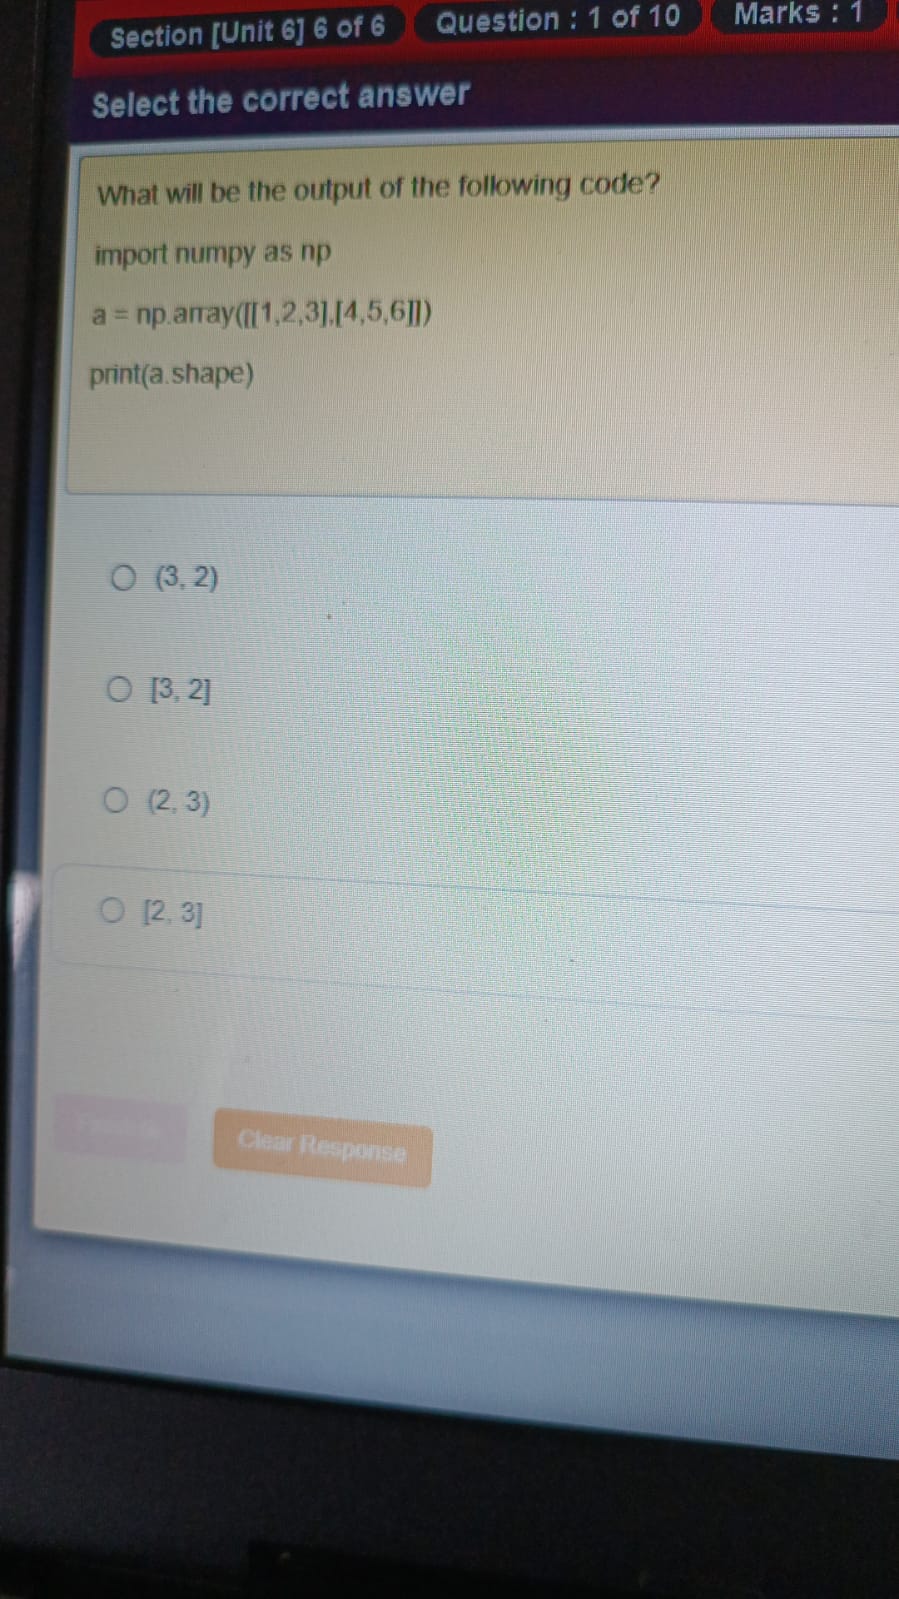 Section [Unit 6] 6 of 6
Question : 1 of 10
Marks : 1
Select the correct answer
What will be the output of the following code?
import numpy as np
a = np.array([[1,2,3],[4,5,6]])
print(a.shape)
(3, 2)
[3, 2]
(2, 3)
[2, 3]
Clear Response